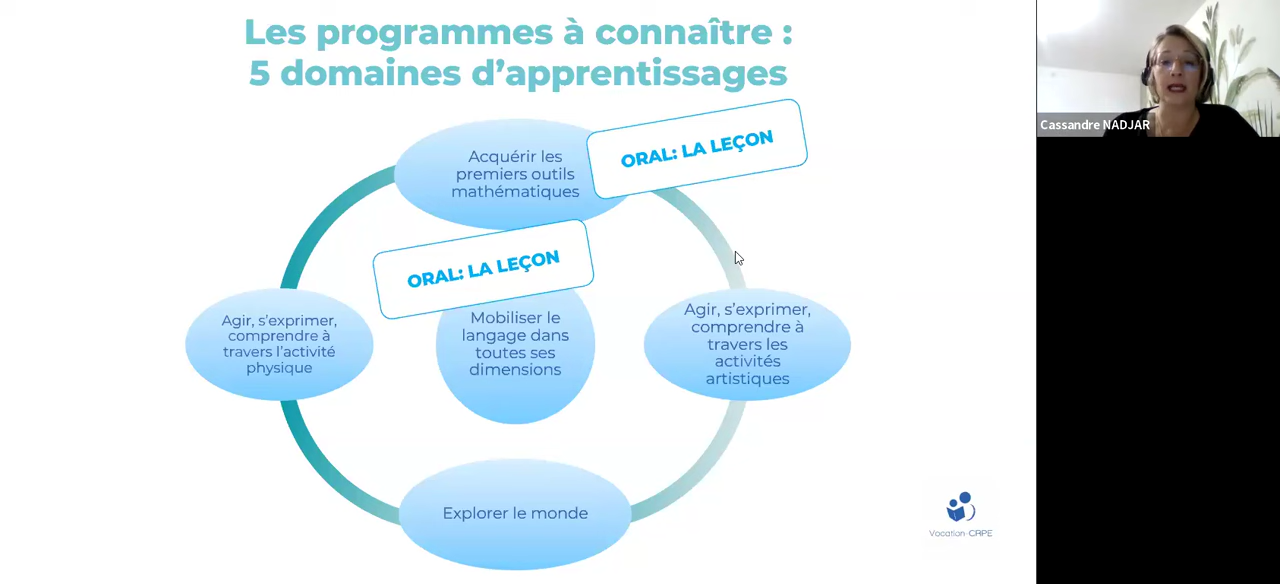 Les programmes à connaître :
5 domaines d'apprentissages
Acquérir les
premiers outils
mathématiques
ORAL: LA LEÇON
ORAL: LA LEÇON
Mobiliser le
langage dans
toutes ses
dimensions
Agir, s'exprimer,
comprendre à
travers l'activité
physique
Agir, s'exprimer,
comprendre à
travers les
activités
artistiques
Explorer le monde
Vocation-CRPE
Cassandre NADJAR